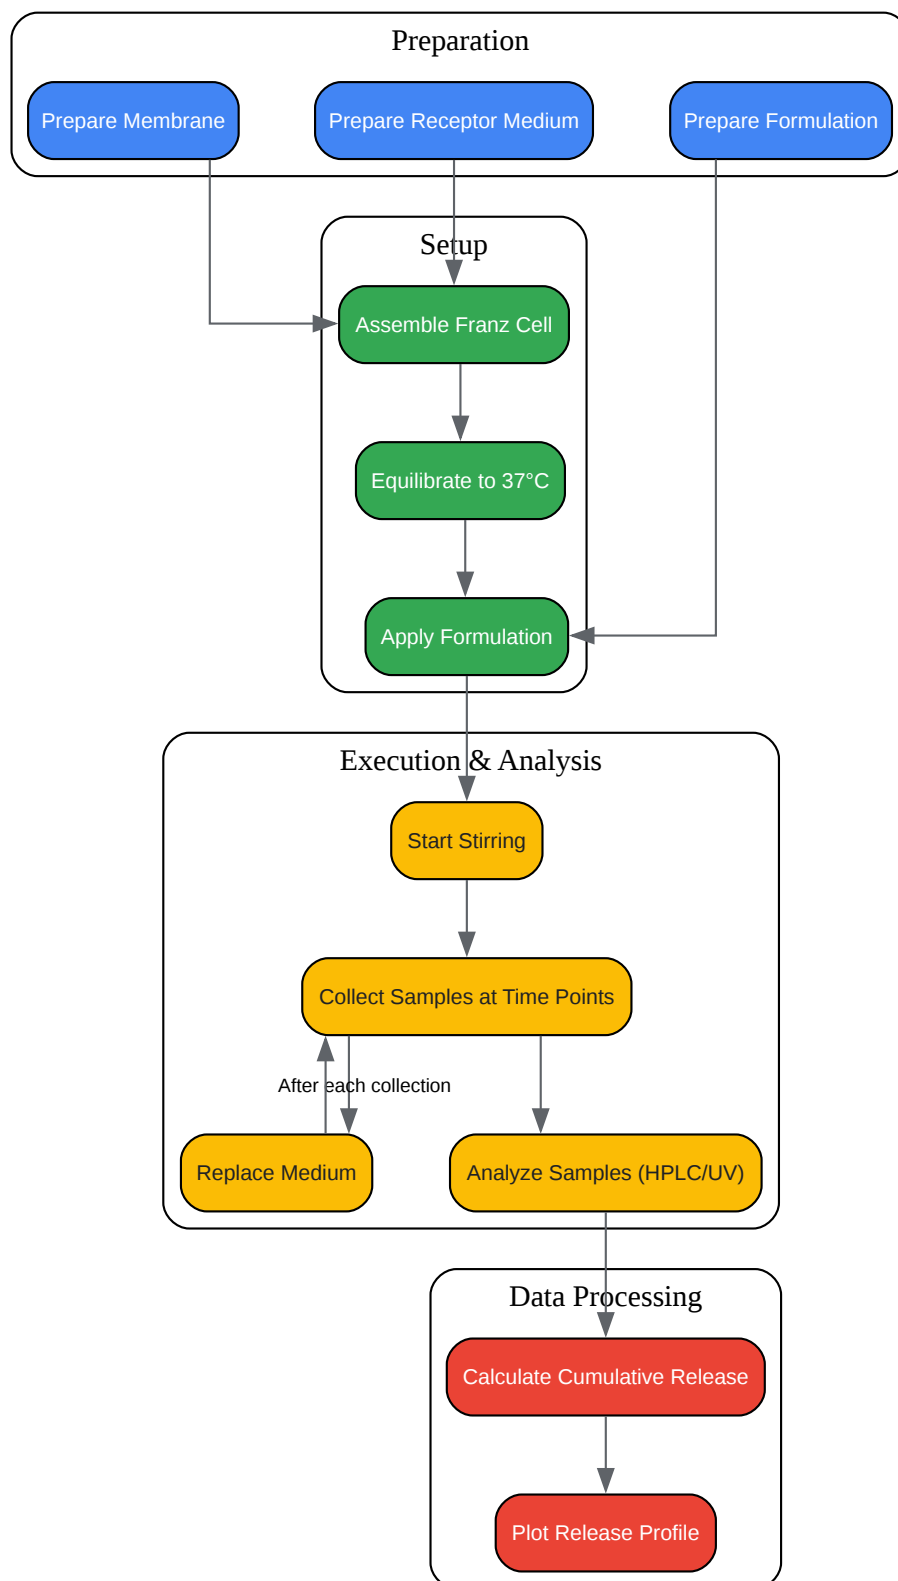 Preparation
Prepare Membrane
Prepare Receptor Medium
Prepare Formulation
Setup
Assemble Franz Cell
Equilibrate to 37°C
Apply Formulation
Execution & Analysis
Start Stirring
Collect Samples at Time Points
After each collection
Replace Medium
Analyze Samples (HPLC/UV)
Data Processing
Calculate Cumulative Release
Plot Release Profile